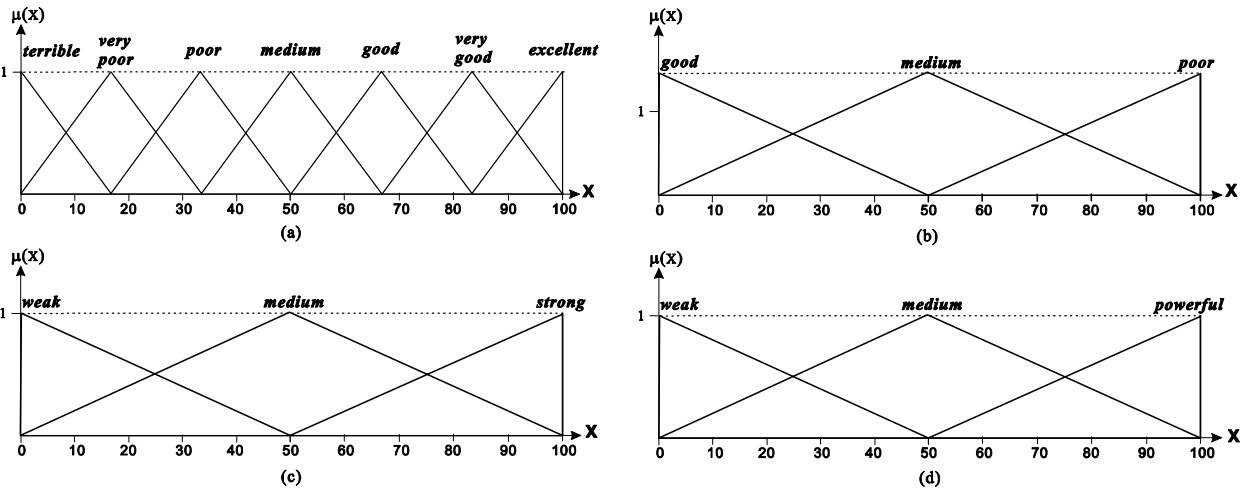 μ(x)
terrible very poor poor medium good very good excellent
1
0 10 20 30 40 50 60 70 80 90 100 X
(a)
μ(x)
good medium poor
1
0 10 20 30 40 50 60 70 80 90 100 X
(b)
μ(x)
weak medium strong
1
0 10 20 30 40 50 60 70 80 90 100 X
(c)
μ(x)
weak medium powerful
1
0 10 20 30 40 50 60 70 80 90 100 X
(d)